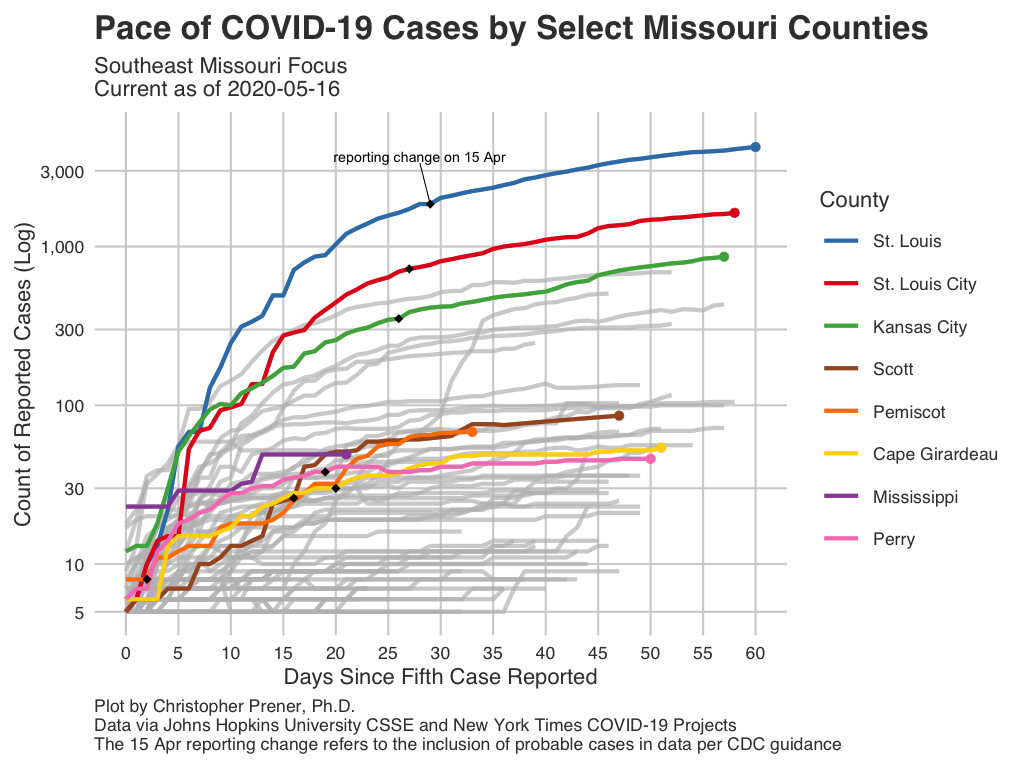 Pace of COVID-19 Cases by Select Missouri Counties
Southeast Missouri Focus
Current as of 2020-05-16
reporting change on 15 Apr
3,000
1,000
300
100
30
10
5
Count of Reported Cases (Log)
0 5 10 15 20 25 30 35 40 45 50 55 60
Days Since Fifth Case Reported
County
St. Louis
St. Louis City
Kansas City
Scott
Pemiscot
Cape Girardeau
Mississippi
Perry
Plot by Christopher Prener, Ph.D.
Data via Johns Hopkins University CSSE and New York Times COVID-19 Projects
The 15 Apr reporting change refers to the inclusion of probable cases in data per CDC guidance